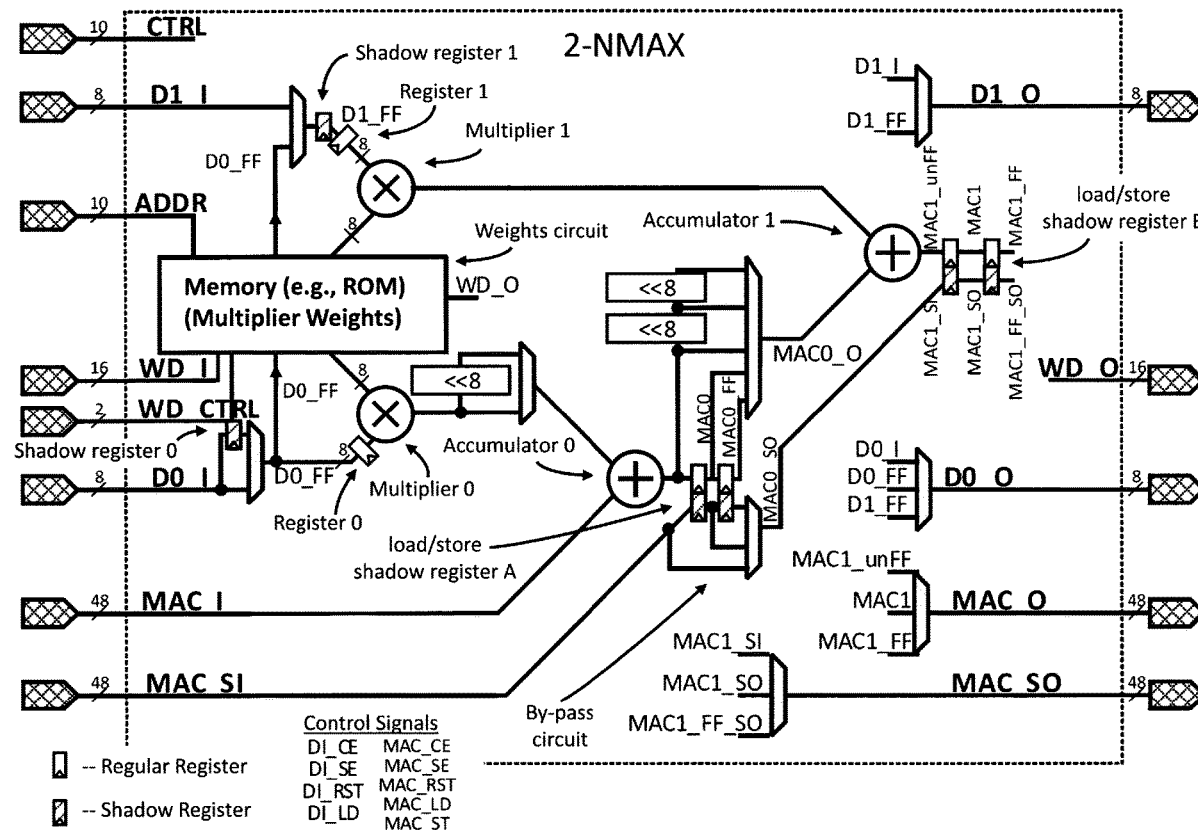 2-NMAX
10 CTRL
Shadow register 1
8 D1_I
D1_FF
Register 1
8
Multiplier 1
D0_FF
8
D1_I
D1_FF
D1_O 8
10 ADDR
Weights circuit
Memory (e.g., ROM)
(Multiplier Weights)
WD_O
Accumulator 1
MAC1_unFF
MAC1
MAC1_FF
load/store
shadow register B
MAC1_SI
MAC1_SO
MAC1_FF_SO
<<8
<<8
MAC0_O
MAC0
MAC0_FF
MAC0_SO
WD_O 16
16 WD_I
2 WD_CTRL
Shadow register 0
8 D0_I
D0_FF
8
<<8
D0_FF
8
Multiplier 0
Register 0
Accumulator 0
load/store
shadow register A
D0_I
D0_FF
D1_FF
D0_O 8
48 MAC_I
MAC1_unFF
MAC1
MAC1_FF
MAC_O 48
48 MAC_SI
MAC1_SI
MAC1_SO
MAC1_FF_SO
MAC_SO 48
By-pass
circuit
-- Regular Register
-- Shadow Register
Control Signals
DI_CE MAC_CE
DI_SE MAC_SE
DI_RST MAC_RST
DI_LD MAC_LD
MAC_ST